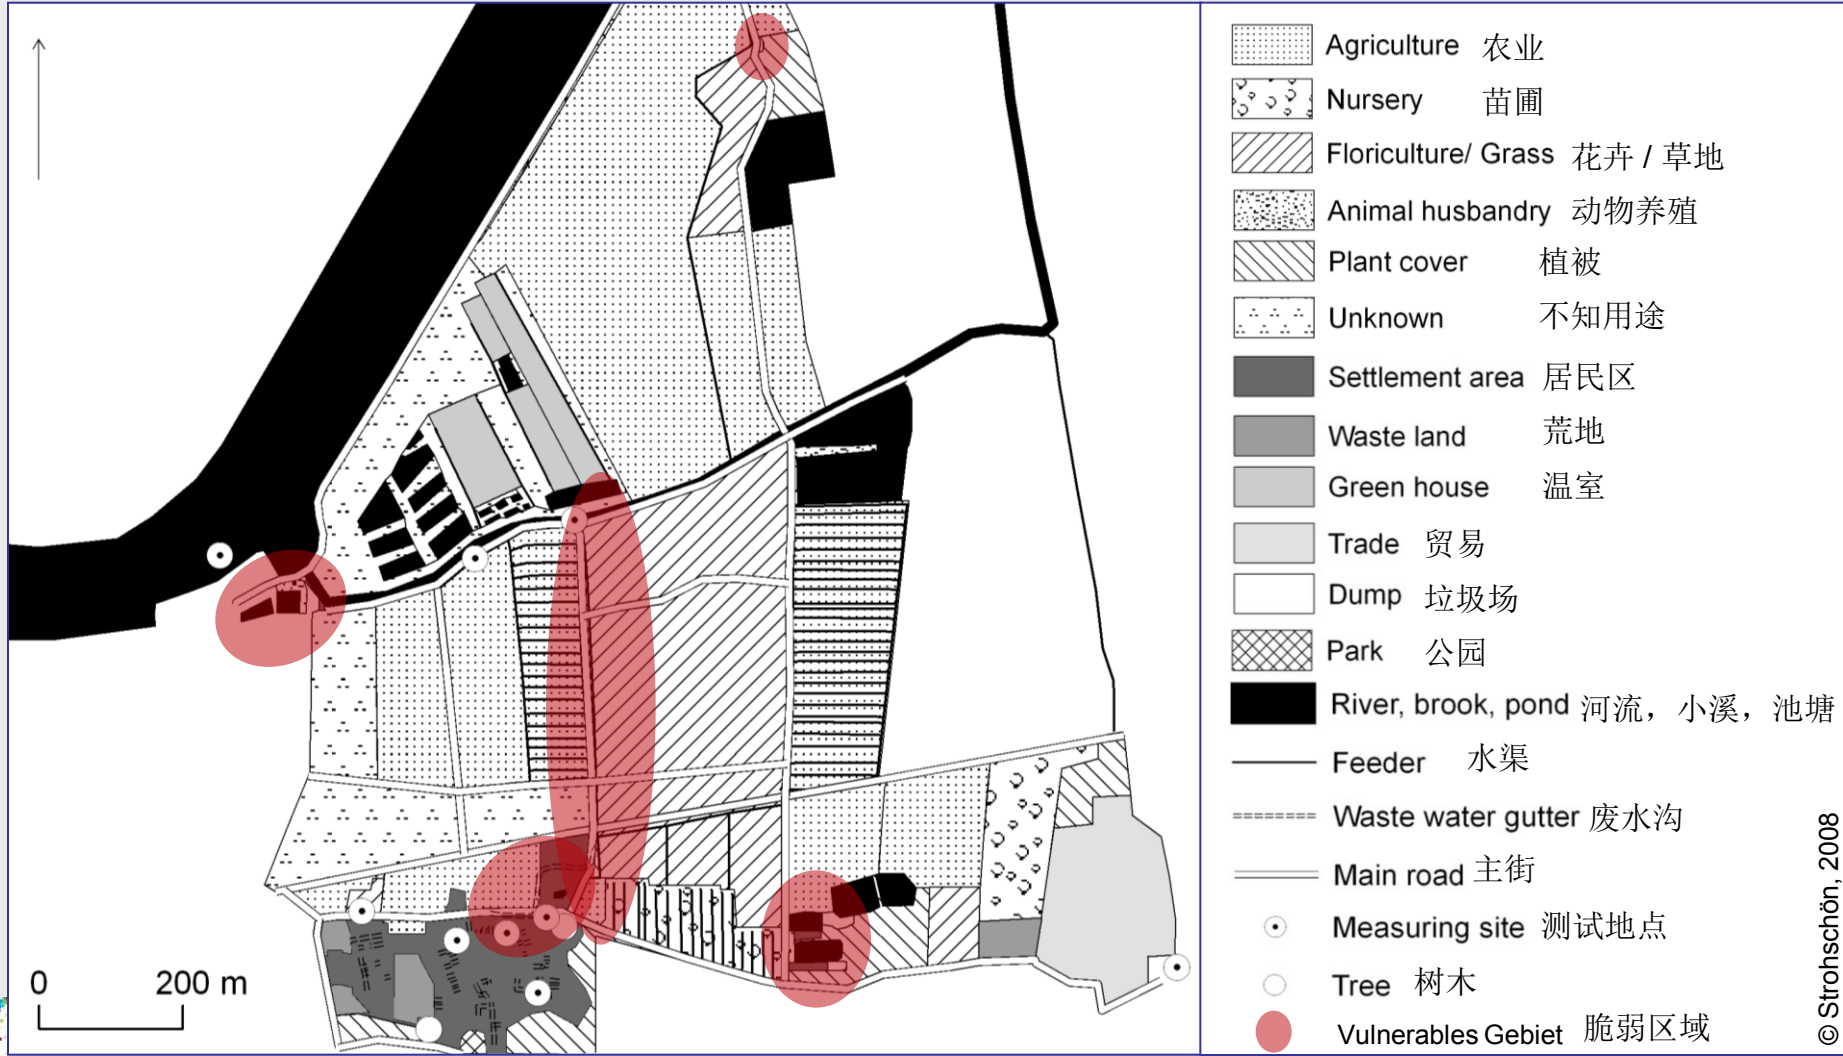 Agriculture 农业
Nursery 苗圃
Floriculture/ Grass 花卉 / 草地
Animal husbandry 动物养殖
Plant cover 植被
Unknown 不知用途
Settlement area 居民区
Waste land 荒地
Green house 温室
Trade 贸易
Dump 垃圾场
Park 公园
River, brook, pond 河流，小溪，池塘
Feeder 水渠
Waste water gutter 废水沟
Main road 主街
Measuring site 测试地点
Tree 树木
Vulnerables Gebiet 脆弱区域
0 200 m
© Strohschön, 2008